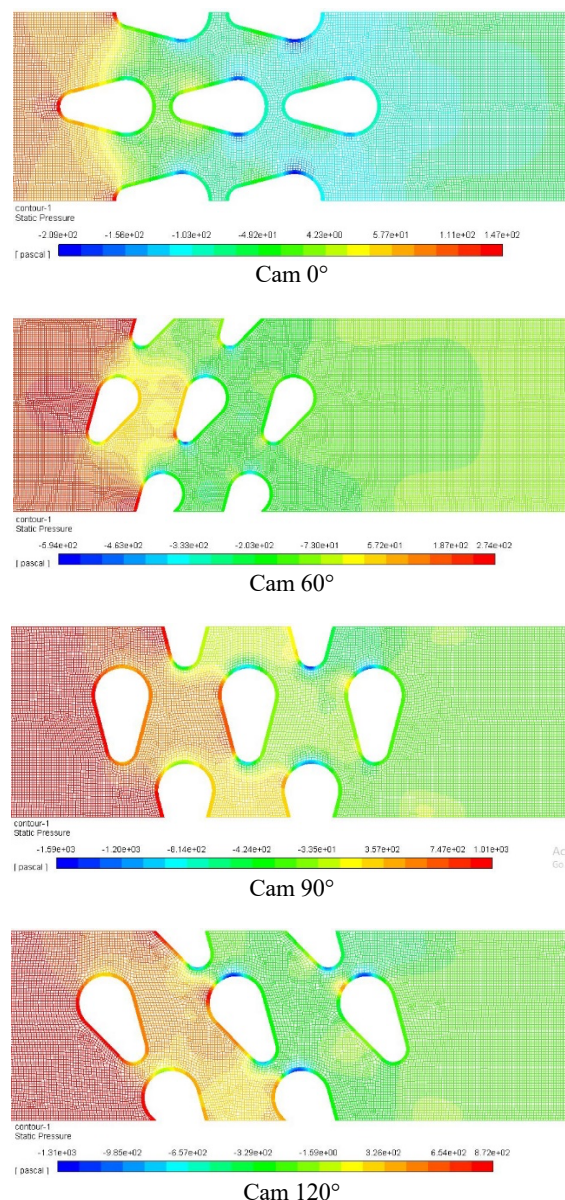 contour-1
Static Pressure
-2.09e+02 -1.56e+02 -1.03e+02 -4.92e+01 4.23e+00 5.77e+01 1.11e+02 1.47e+02
[ pascal ]
Cam 0°
contour-1
Static Pressure
-5.94e+02 -4.63e+02 -3.33e+02 -2.03e+02 -7.30e+01 5.72e+01 1.87e+02 2.74e+02
[ pascal ]
Cam 60°
contour-1
Static Pressure
-1.59e+03 -1.20e+03 -8.14e+02 -4.24e+02 -3.35e+01 3.57e+02 7.47e+02 1.01e+03
[ pascal ]
Ac
Go
Cam 90°
contour-1
Static Pressure
-1.31e+03 -9.85e+02 -6.57e+02 -3.29e+02 -1.59e+00 3.26e+02 6.54e+02 8.72e+02
[ pascal ]
Cam 120°